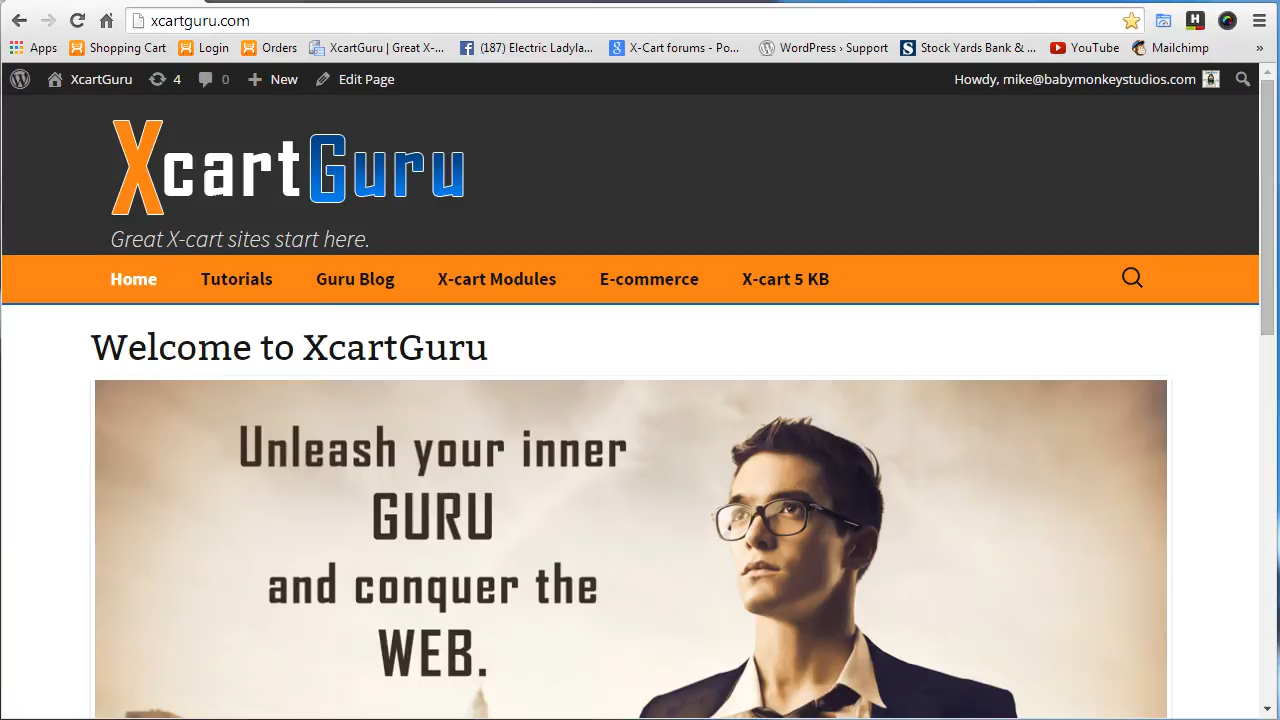 xcartguru.com
Apps Shopping Cart Login Orders XcartGuru | Great X-... (187) Electric Ladyla... X-Cart forums? - Po... WordPress › Support Stock Yards Bank & ... YouTube Mailchimp »
XcartGuru 4 0 New Edit Page Howdy, mike@babymonkeystudios.com
XcartGuru
Great X-cart sites start here.
Home Tutorials Guru Blog X-cart Modules E-commerce X-cart 5 KB
Welcome to XcartGuru
Unleash your inner
GURU
and conquer the
WEB.